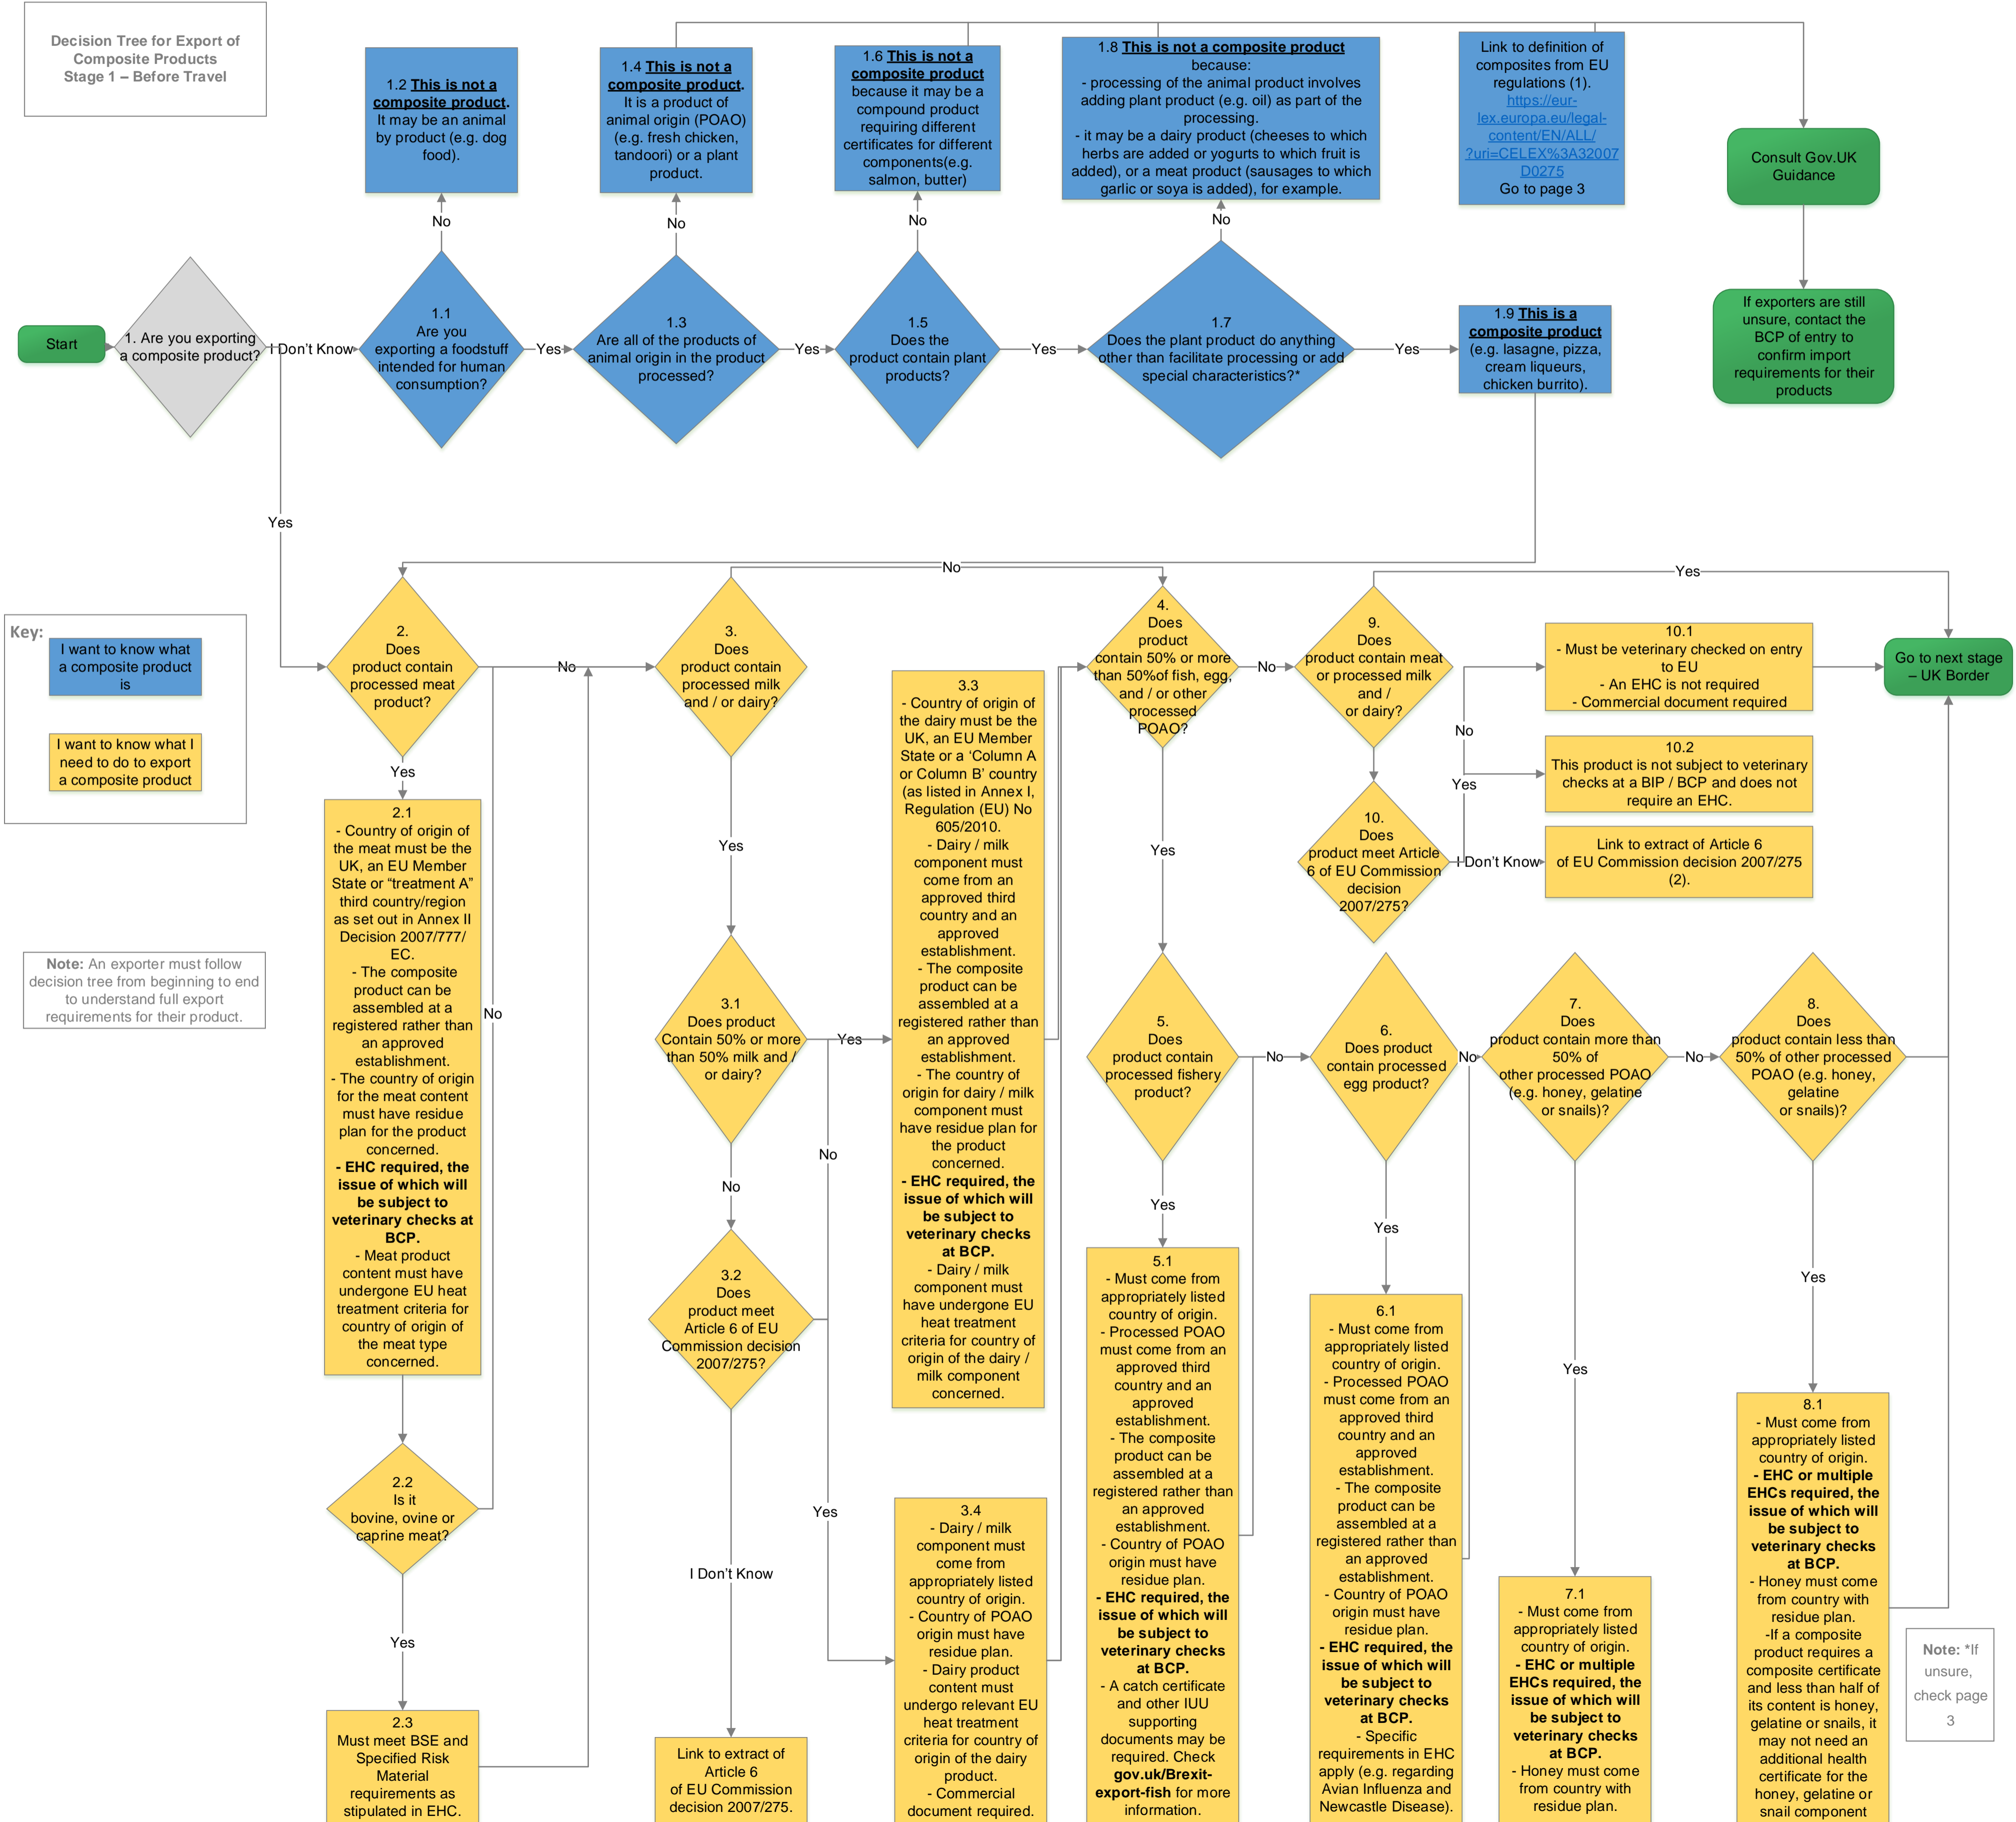 Decision Tree for Export of
Composite Products
Stage 1 – Before Travel
1.2 This is not a
composite product.
It may be an animal
by product (e.g. dog
food).
1.4 This is not a
composite product.
It is a product of
animal origin (POAO)
(e.g. fresh chicken,
tandoori) or a plant
product.
1.6 This is not a
composite product
because it may be a
compound product
requiring different
certificates for different
components(e.g.
salmon, butter)
1.8 This is not a composite product
because:
- processing of the animal product involves
adding plant product (e.g. oil) as part of the
processing.
- it may be a dairy product (cheeses to which
herbs are added or yogurts to which fruit is
added), or a meat product (sausages to which
garlic or soya is added), for example.
Link to definition of
composites from EU
regulations (1).
https://eur-
lex.europa.eu/legal-
content/EN/ALL/
?uri=CELEX%3A32007
D0275
Go to page 3
Consult Gov.UK
Guidance
No
No
No
No
Start
1. Are you exporting
a composite product?
I Don’t Know
1.1
Are you
exporting a foodstuff
intended for human
consumption?
Yes
1.3
Are all of the products of
animal origin in the product
processed?
Yes
1.5
Does the
product contain plant
products?
Yes
1.7
Does the plant product do anything
other than facilitate processing or add
special characteristics?*
Yes
1.9 This is a
composite product
(e.g. lasagne, pizza,
cream liqueurs,
chicken burrito).
If exporters are still
unsure, contact the
BCP of entry to
confirm import
requirements for their
products
Yes
Key:
I want to know what
a composite product
is
I want to know what I
need to do to export
a composite product
Note: An exporter must follow
decision tree from beginning to end
to understand full export
requirements for their product.
2.
Does
product contain
processed meat
product?
No
Yes
2.1
- Country of origin of
the meat must be the
UK, an EU Member
State or “treatment A”
third country/region
as set out in Annex II
Decision 2007/777/
EC.
- The composite
product can be
assembled at a
registered rather than
an approved
establishment.
- The country of origin
for the meat content
must have residue
plan for the product
concerned.
- EHC required, the
issue of which will
be subject to
veterinary checks at
BCP.
- Meat product
content must have
undergone EU heat
treatment criteria for
country of origin of
the meat type
concerned.
No
2.2
Is it
bovine, ovine or
caprine meat?
Yes
2.3
Must meet BSE and
Specified Risk
Material
requirements as
stipulated in EHC.
3.
Does
product contain
processed milk
and / or dairy?
No
Yes
3.1
Does product
Contain 50% or more
than 50% milk and /
or dairy?
Yes
No
3.2
Does
product meet
Article 6 of EU
Commission decision
2007/275?
No
Yes
I Don’t Know
Link to extract of
Article 6
of EU Commission
decision 2007/275.
3.3
- Country of origin of
the dairy must be the
UK, an EU Member
State or a ‘Column A
or Column B’ country
(as listed in Annex I,
Regulation (EU) No
605/2010.
- Dairy / milk
component must
come from an
approved third
country and an
approved
establishment.
- The composite
product can be
assembled at a
registered rather than
an approved
establishment.
- The country of
origin for dairy / milk
component must
have residue plan for
the product
concerned.
- EHC required, the
issue of which will
be subject to
veterinary checks
at BCP.
- Dairy / milk
component must
have undergone EU
heat treatment
criteria for country of
origin of the dairy /
milk component
concerned.
3.4
- Dairy / milk
component must
come from
appropriately listed
country of origin.
- Country of POAO
origin must have
residue plan.
- Dairy product
content must
undergo relevant EU
heat treatment
criteria for country of
origin of the dairy
product.
- Commercial
document required.
4.
Does
product
contain 50% or more
than 50%of fish, egg,
and / or other
processed
POAO?
No
Yes
5.
Does
product contain
processed fishery
product?
No
Yes
5.1
- Must come from
appropriately listed
country of origin.
- Processed POAO
must come from an
approved third
country and an
approved
establishment.
- The composite
product can be
assembled at a
registered rather than
an approved
establishment.
- Country of POAO
origin must have
residue plan.
- EHC required, the
issue of which will
be subject to
veterinary checks
at BCP.
- A catch certificate
and other IUU
supporting
documents may be
required. Check
gov.uk/Brexit-
export-fish for more
information.
9.
Does
product contain meat
or processed milk
and /
or dairy?
Yes
10.
Does
product meet Article
6 of EU Commission
decision
2007/275?
No
Yes
I Don’t Know
10.1
- Must be veterinary checked on entry
to EU
- An EHC is not required
- Commercial document required
10.2
This product is not subject to veterinary
checks at a BIP / BCP and does not
require an EHC.
Link to extract of Article 6
of EU Commission decision 2007/275
(2).
Go to next stage
– UK Border
6.
Does product
contain processed
egg product?
No
Yes
6.1
- Must come from
appropriately listed
country of origin.
- Processed POAO
must come from an
approved third
country and an
approved
establishment.
- The composite
product can be
assembled at a
registered rather than
an approved
establishment.
- Country of POAO
origin must have
residue plan.
- EHC required, the
issue of which will
be subject to
veterinary checks
at BCP.
- Specific
requirements in EHC
apply (e.g. regarding
Avian Influenza and
Newcastle Disease).
7.
Does
product contain more than
50% of
other processed POAO
(e.g. honey, gelatine
or snails)?
No
Yes
7.1
- Must come from
appropriately listed
country of origin.
- EHC or multiple
EHCs required, the
issue of which will
be subject to
veterinary checks
at BCP.
- Honey must come
from country with
residue plan.
8.
Does
product contain less than
50% of other processed
POAO (e.g. honey,
gelatine
or snails)?
Yes
8.1
- Must come from
appropriately listed
country of origin.
- EHC or multiple
EHCs required, the
issue of which will
be subject to
veterinary checks
at BCP.
- Honey must come
from country with
residue plan.
-If a composite
product requires a
composite certificate
and less than half of
its content is honey,
gelatine or snails, it
may not need an
additional health
certificate for the
honey, gelatine or
snail component
Note: *If
unsure,
check page
3